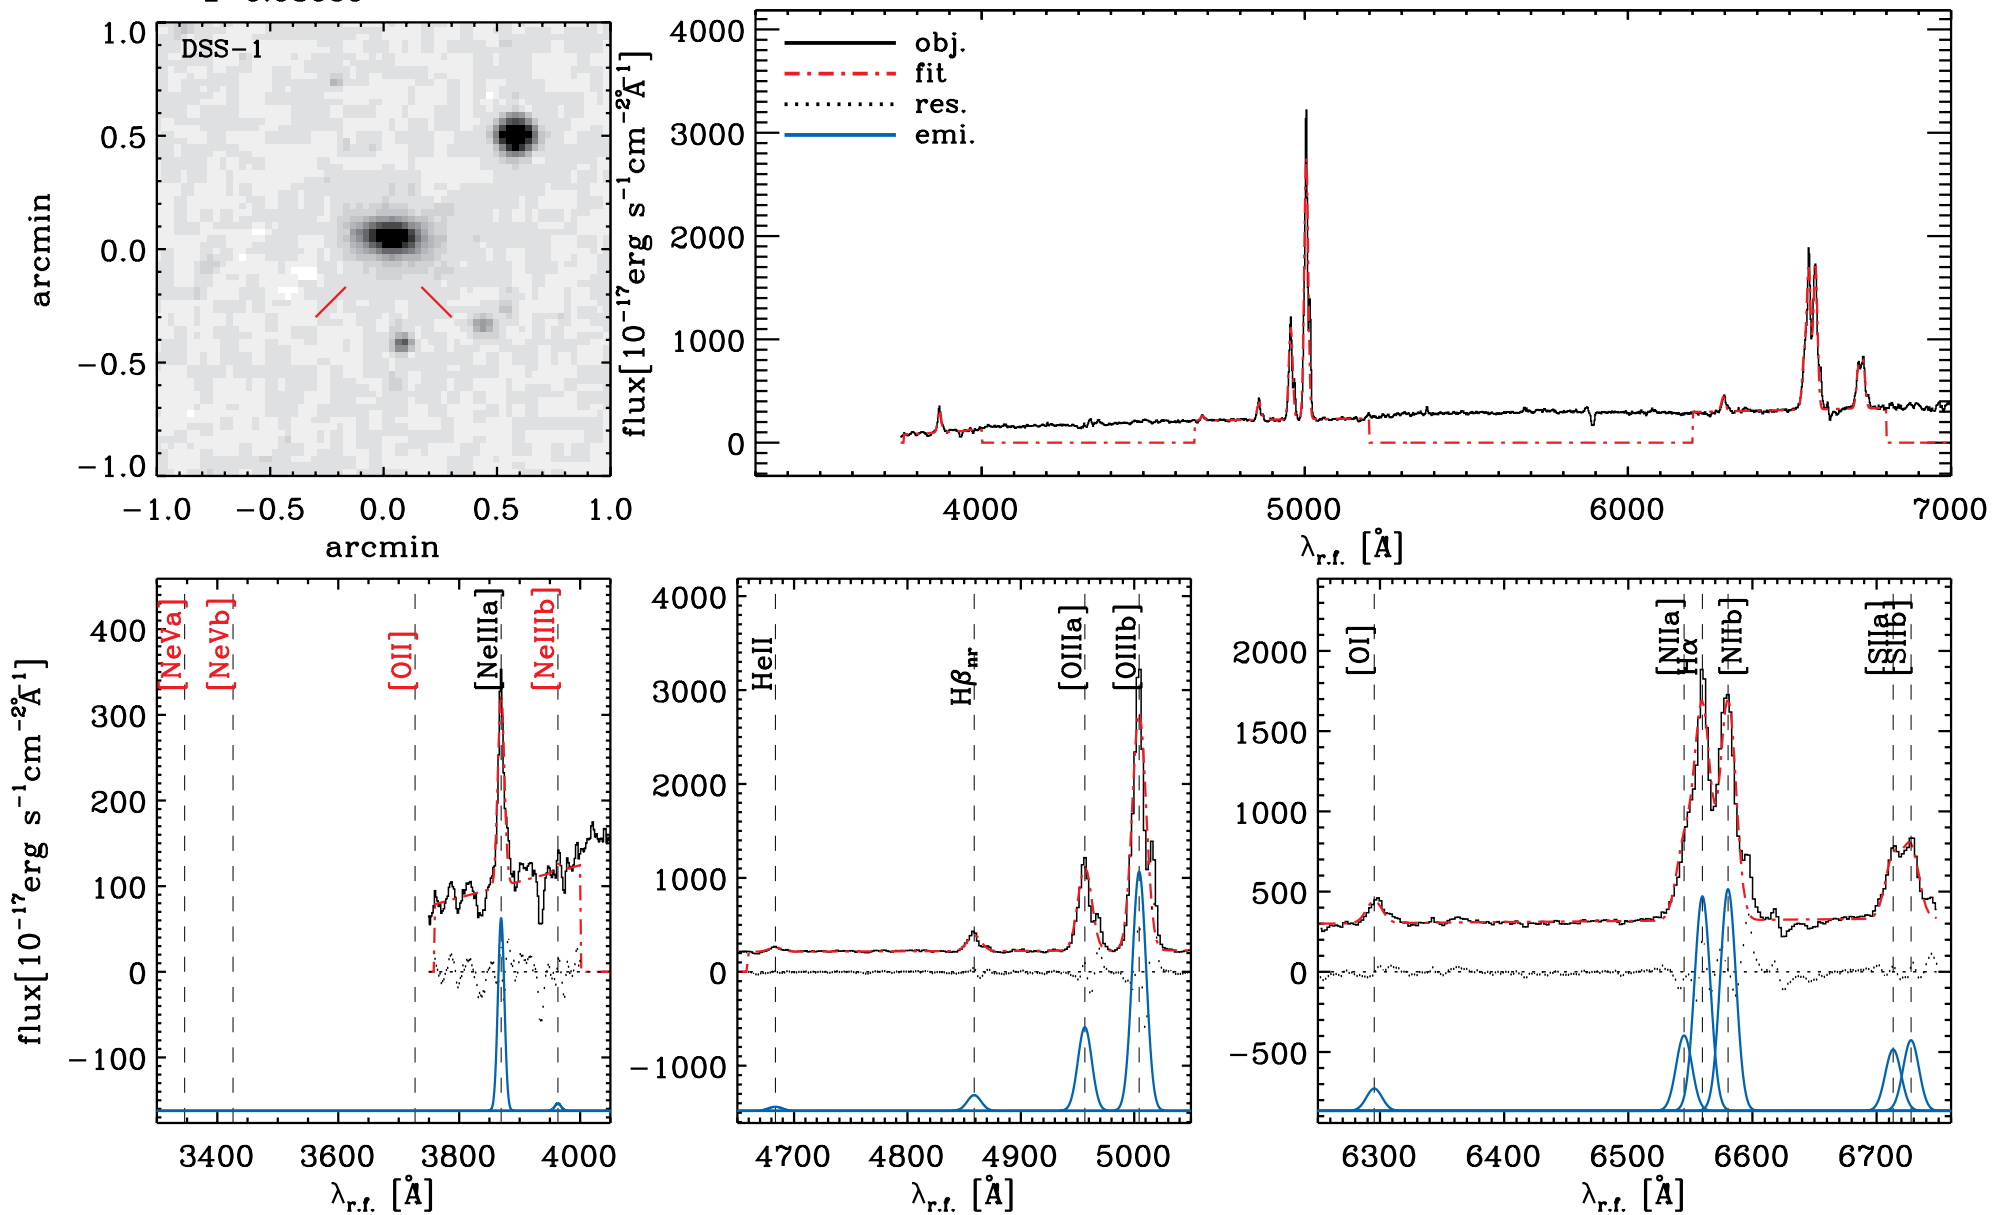 DSS-1
1.0
0.5
0.0
-0.5
-1.0
arcmin
-1.0 -0.5 0.0 0.5 1.0
arcmin
obj.
fit
res.
emi.
4000
3000
2000
1000
0
flux[10⁻¹⁷erg s⁻¹cm⁻²Å⁻¹]
4000 5000 6000 7000
λr.f. [Å]
[NeVa] [NeVb] [OII] [NeIIIa] [NeIIIb]
400
300
200
100
0
-100
flux[10⁻¹⁷erg s⁻¹cm⁻²Å⁻¹]
3400 3600 3800 4000
λr.f. [Å]
HeII Hβnr [OIIIa] [OIIIb]
4000
3000
2000
1000
0
-1000
4700 4800 4900 5000
λr.f. [Å]
[OI] [NIIa] Hα [NIIb] [SIIa] [SIIb]
2000
1500
1000
500
0
-500
6300 6400 6500 6600 6700
λr.f. [Å]